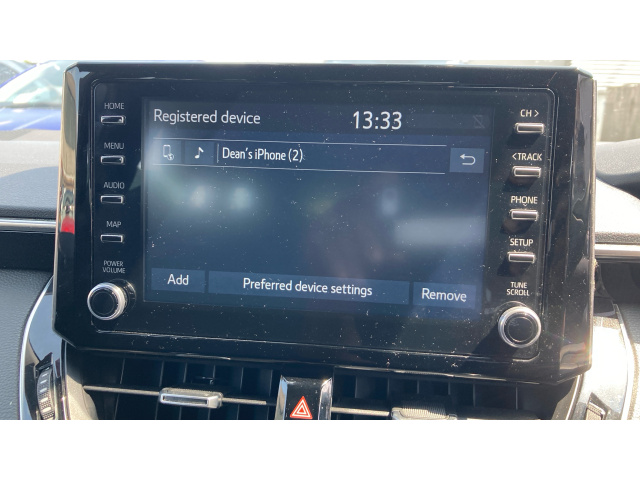 HOME
MENU
AUDIO
MAP
POWER
VOLUME
Registered device 13:33
Dean's iPhone (2)
Add Preferred device settings Remove
CH >
< TRACK
PHONE
SETUP
TUNE
SCROLL